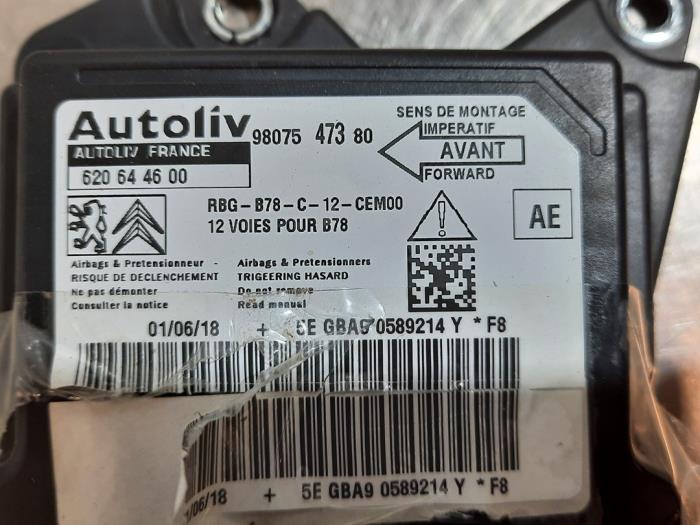 Autoliv
AUTOLIV FRANCE
620 64 46 00
98075 473 80
SENS DE MONTAGE
IMPERATIF
AVANT
FORWARD
RBG-B78-C-12-CEM00
12 VOIES POUR B78
AE
Airbags & Pretensionneur -
RISQUE DE DECLENCHEMENT
Ne pas démonter
Consulter la notice
Airbags & Pretensionners
TRIGEERING HASARD
Do not remove
Read manual
01/06/18 + 5E GBA9 0589214 Y *F8
1/06/18 + 5E GBA9 0589214 Y *F8